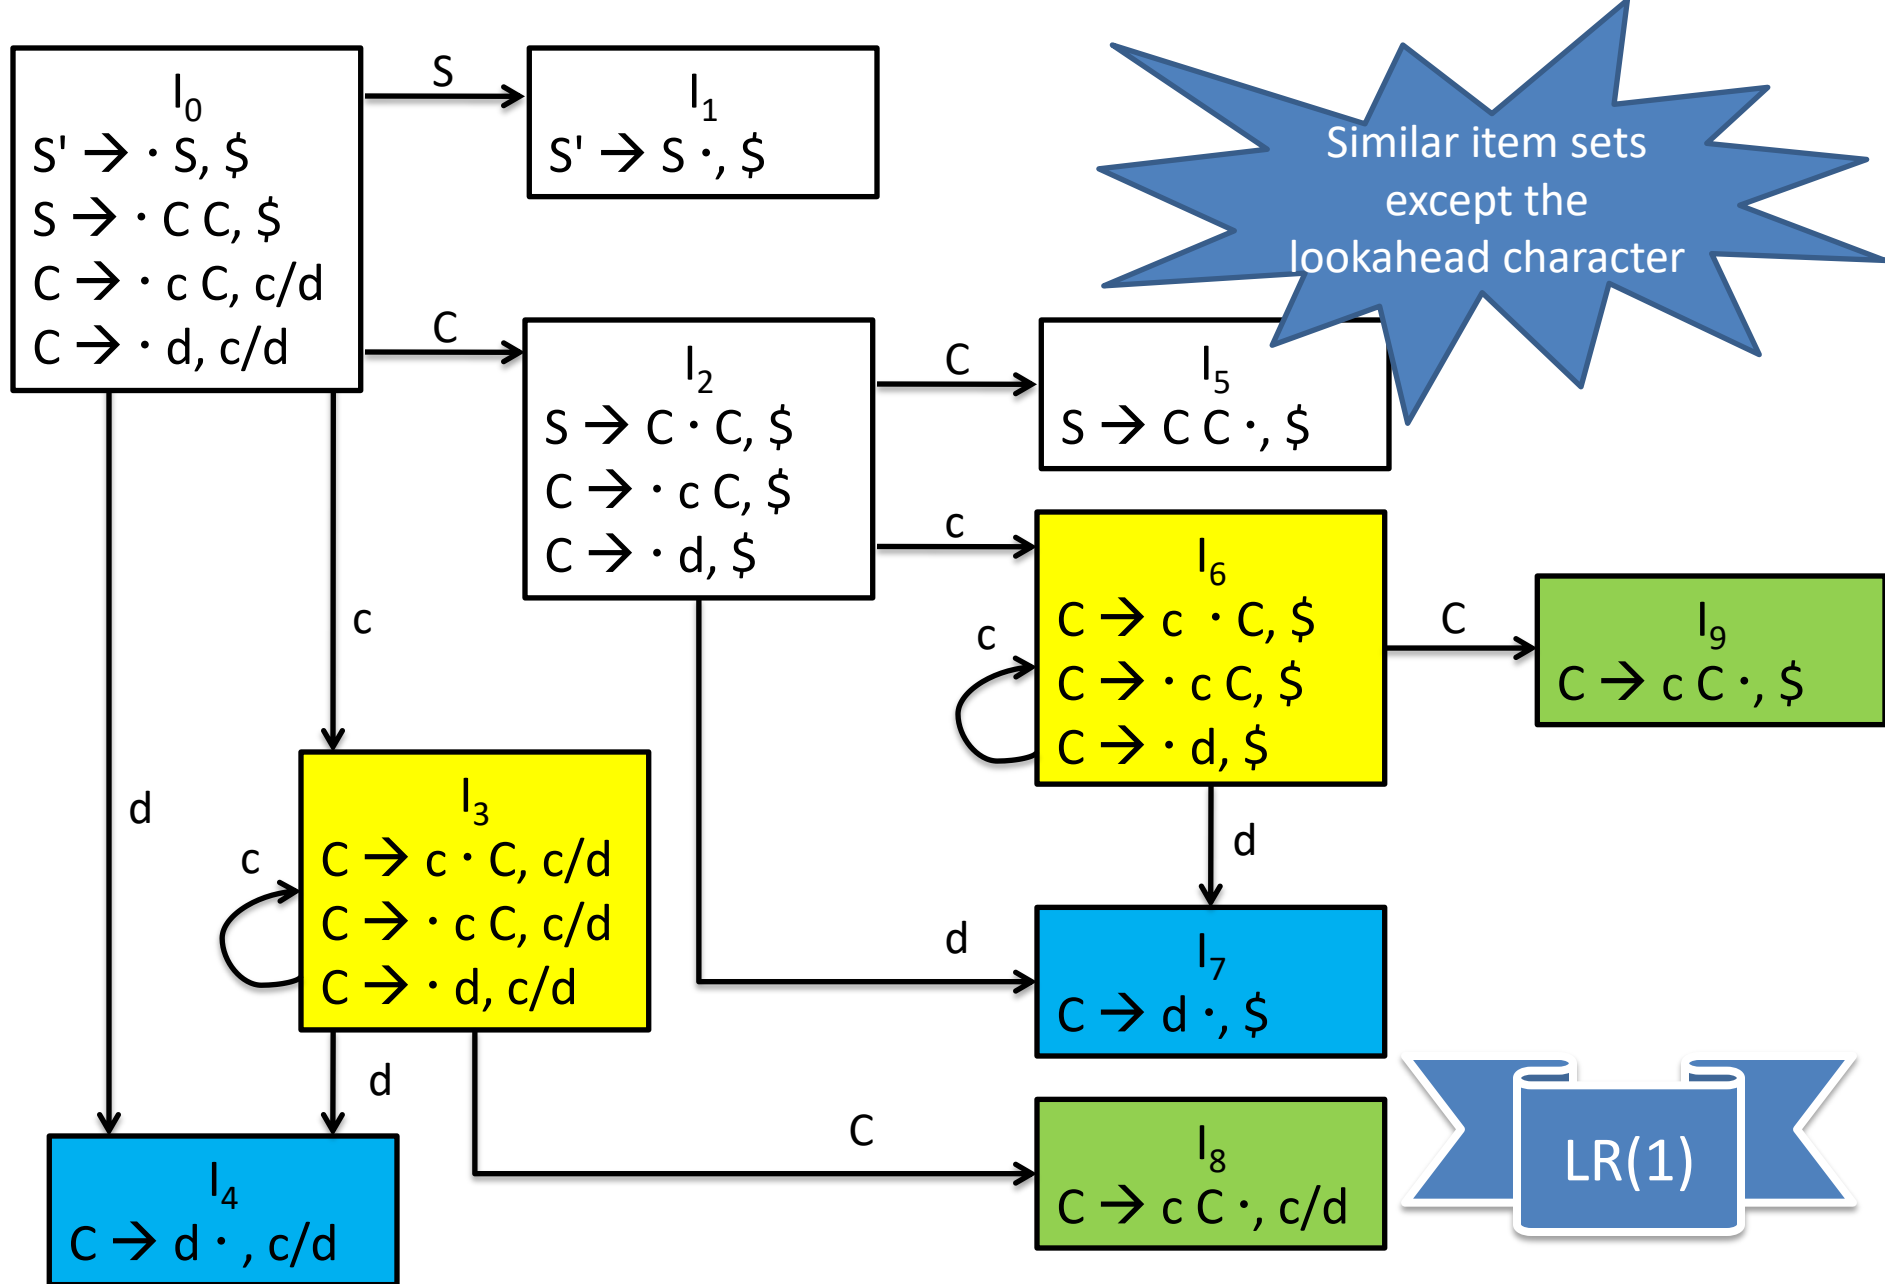 I0
S' → · S, $
S → · C C, $
C → · c C, c/d
C → · d, c/d
S
I1
S' → S ·, $
Similar item sets
except the
lookahead character
C
I2
S → C · C, $
C → · c C, $
C → · d, $
C
I5
S → C C ·, $
c
I6
C → c · C, $
C → · c C, $
C → · d, $
c
C
I9
C → c C ·, $
c
d
I3
C → c · C, c/d
C → · c C, c/d
C → · d, c/d
c
d
d
I7
C → d ·, $
d
C
I4
C → d · , c/d
I8
C → c C ·, c/d
LR(1)